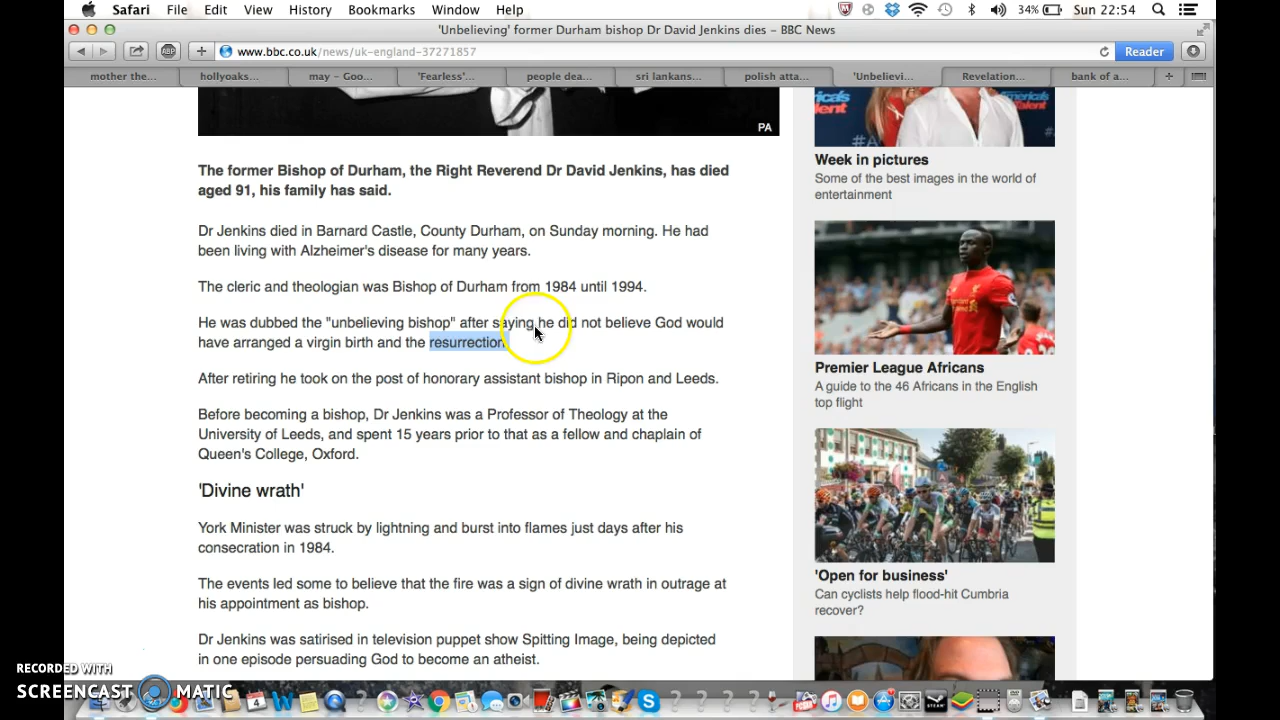 Safari File Edit View History Bookmarks Window Help 34% Sun 22:54
'Unbelieving' former Durham bishop Dr David Jenkins dies – BBC News
ABP www.bbc.co.uk/news/uk-england-37271857 Reader
mother the... hollyoaks... may – Goo... 'Fearless'... people dea... sri lankans... polish atta... 'Unbelievi... Revelation... bank of a...
PA
The former Bishop of Durham, the Right Reverend Dr David Jenkins, has died
aged 91, his family has said.
Dr Jenkins died in Barnard Castle, County Durham, on Sunday morning. He had
been living with Alzheimer's disease for many years.
The cleric and theologian was Bishop of Durham from 1984 until 1994.
He was dubbed the "unbelieving bishop" after saying he did not believe God would
have arranged a virgin birth and the resurrection.
After retiring he took on the post of honorary assistant bishop in Ripon and Leeds.
Before becoming a bishop, Dr Jenkins was a Professor of Theology at the
University of Leeds, and spent 15 years prior to that as a fellow and chaplain of
Queen's College, Oxford.
'Divine wrath'
York Minister was struck by lightning and burst into flames just days after his
consecration in 1984.
The events led some to believe that the fire was a sign of divine wrath in outrage at
his appointment as bishop.
Dr Jenkins was satirised in television puppet show Spitting Image, being depicted
in one episode persuading God to become an atheist.
Week in pictures
Some of the best images in the world of
entertainment
Premier League Africans
A guide to the 46 Africans in the English
top flight
'Open for business'
Can cyclists help flood-hit Cumbria
recover?
RECORDED WITH
SCREENCAST MATIC